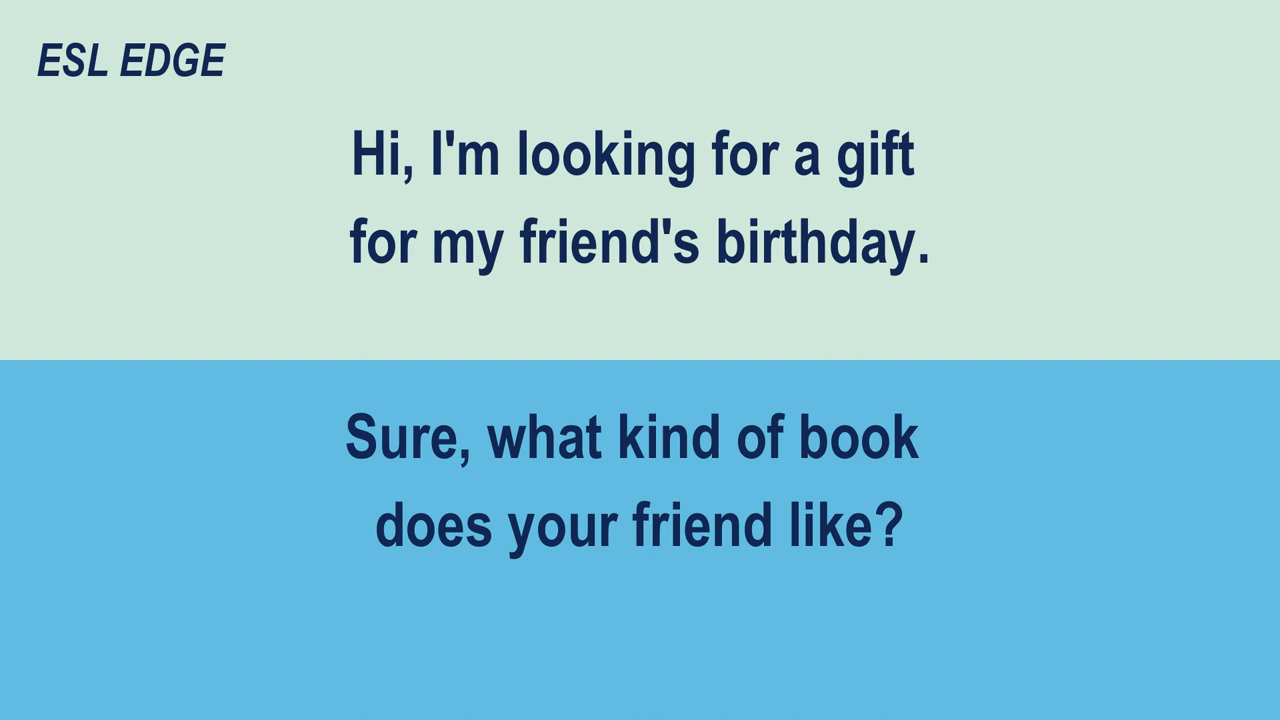 ESL EDGE
Hi, I'm looking for a gift
for my friend's birthday.
Sure, what kind of book
does your friend like?